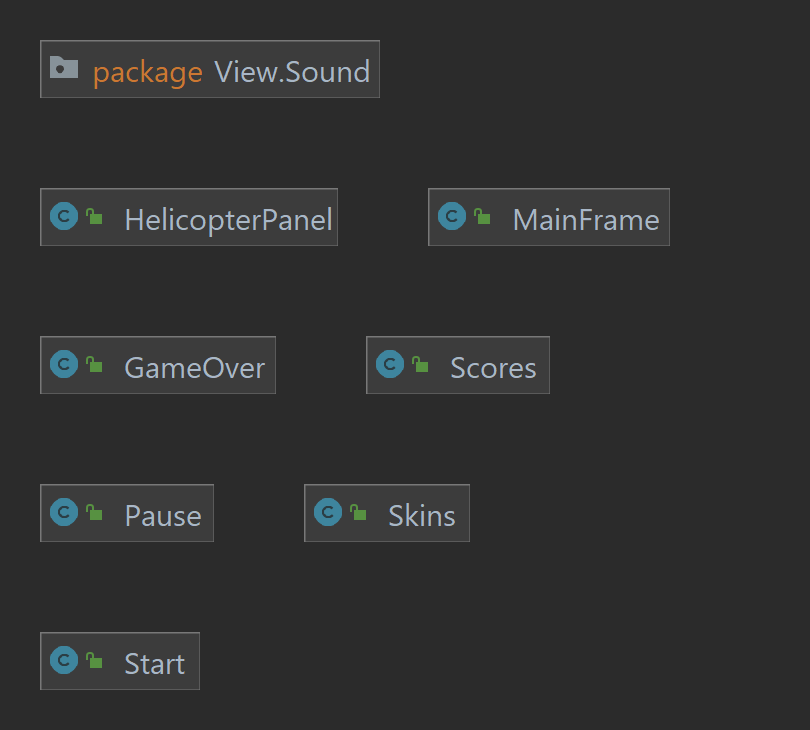 package View.Sound
C HelicopterPanel
C MainFrame
C GameOver
C Scores
C Pause
C Skins
C Start